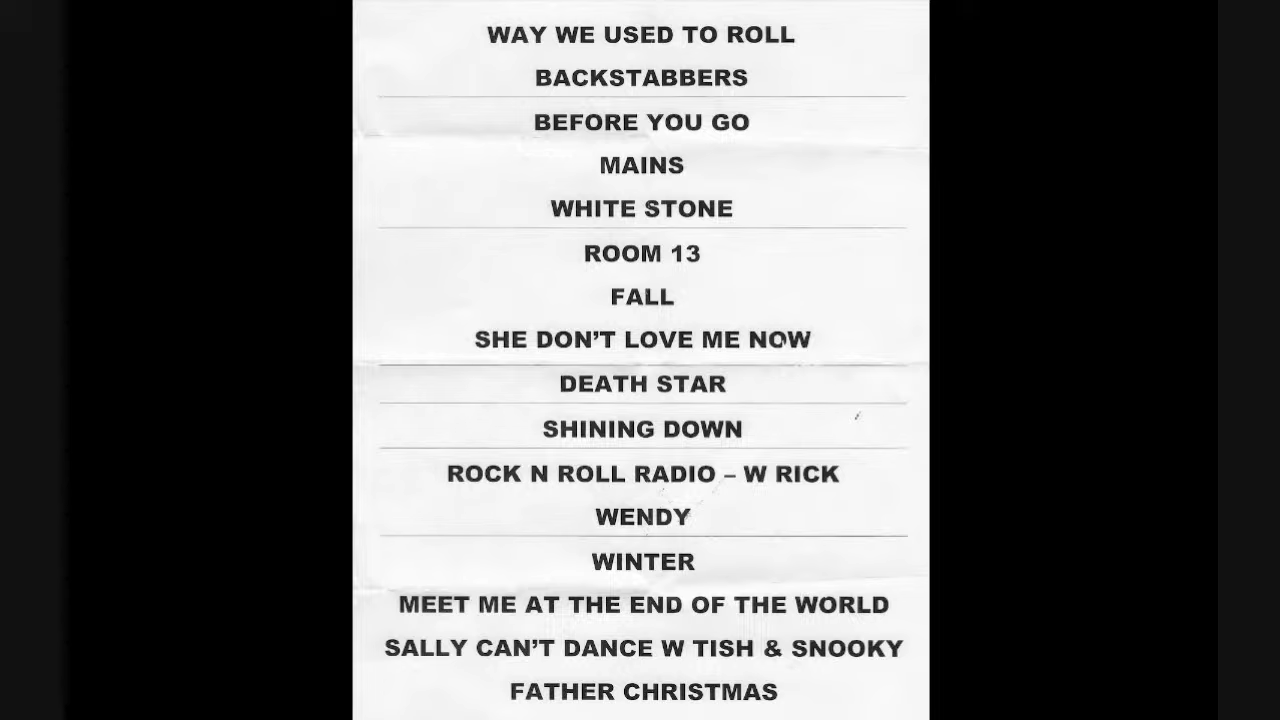 WAY WE USED TO ROLL
BACKSTABBERS
BEFORE YOU GO
MAINS
WHITE STONE
ROOM 13
FALL
SHE DON'T LOVE ME NOW
DEATH STAR
SHINING DOWN
ROCK N ROLL RADIO – W RICK
WENDY
WINTER
MEET ME AT THE END OF THE WORLD
SALLY CAN'T DANCE W TISH & SNOOKY
FATHER CHRISTMAS